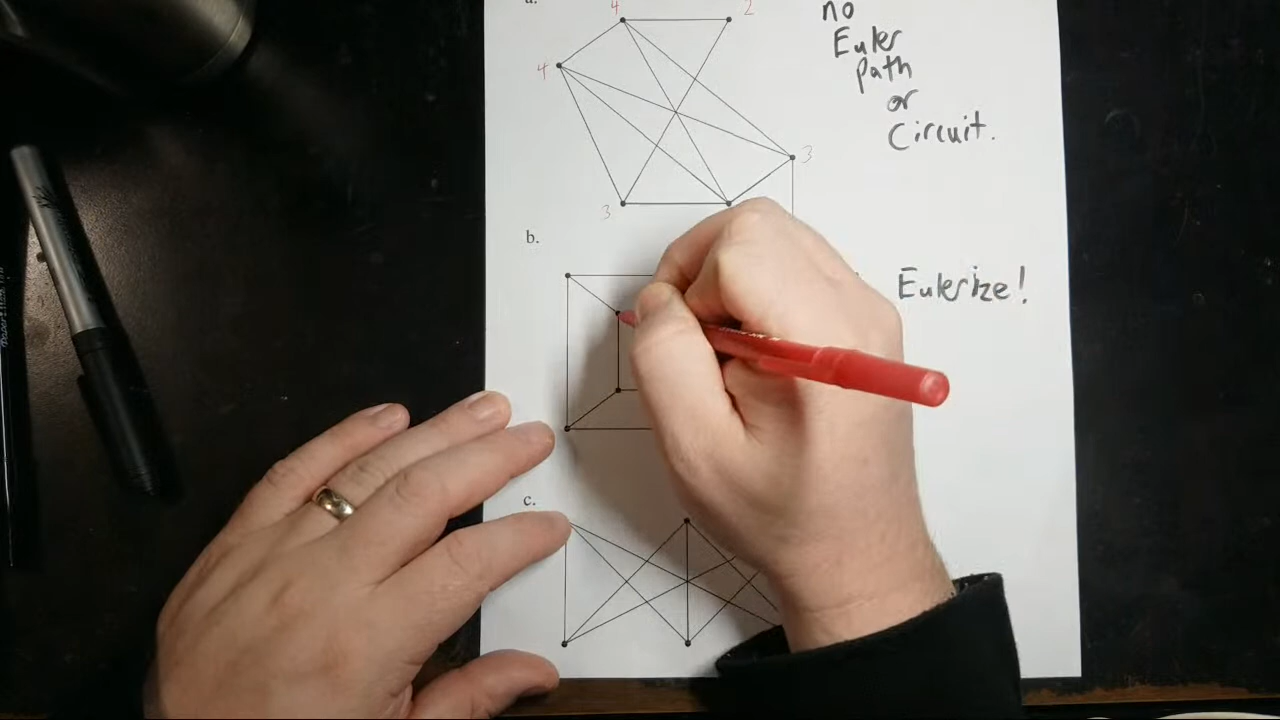 a.
4
2
no
Euler
4
path
or
Circuit.
3
3
b.
Eulerize!
c.